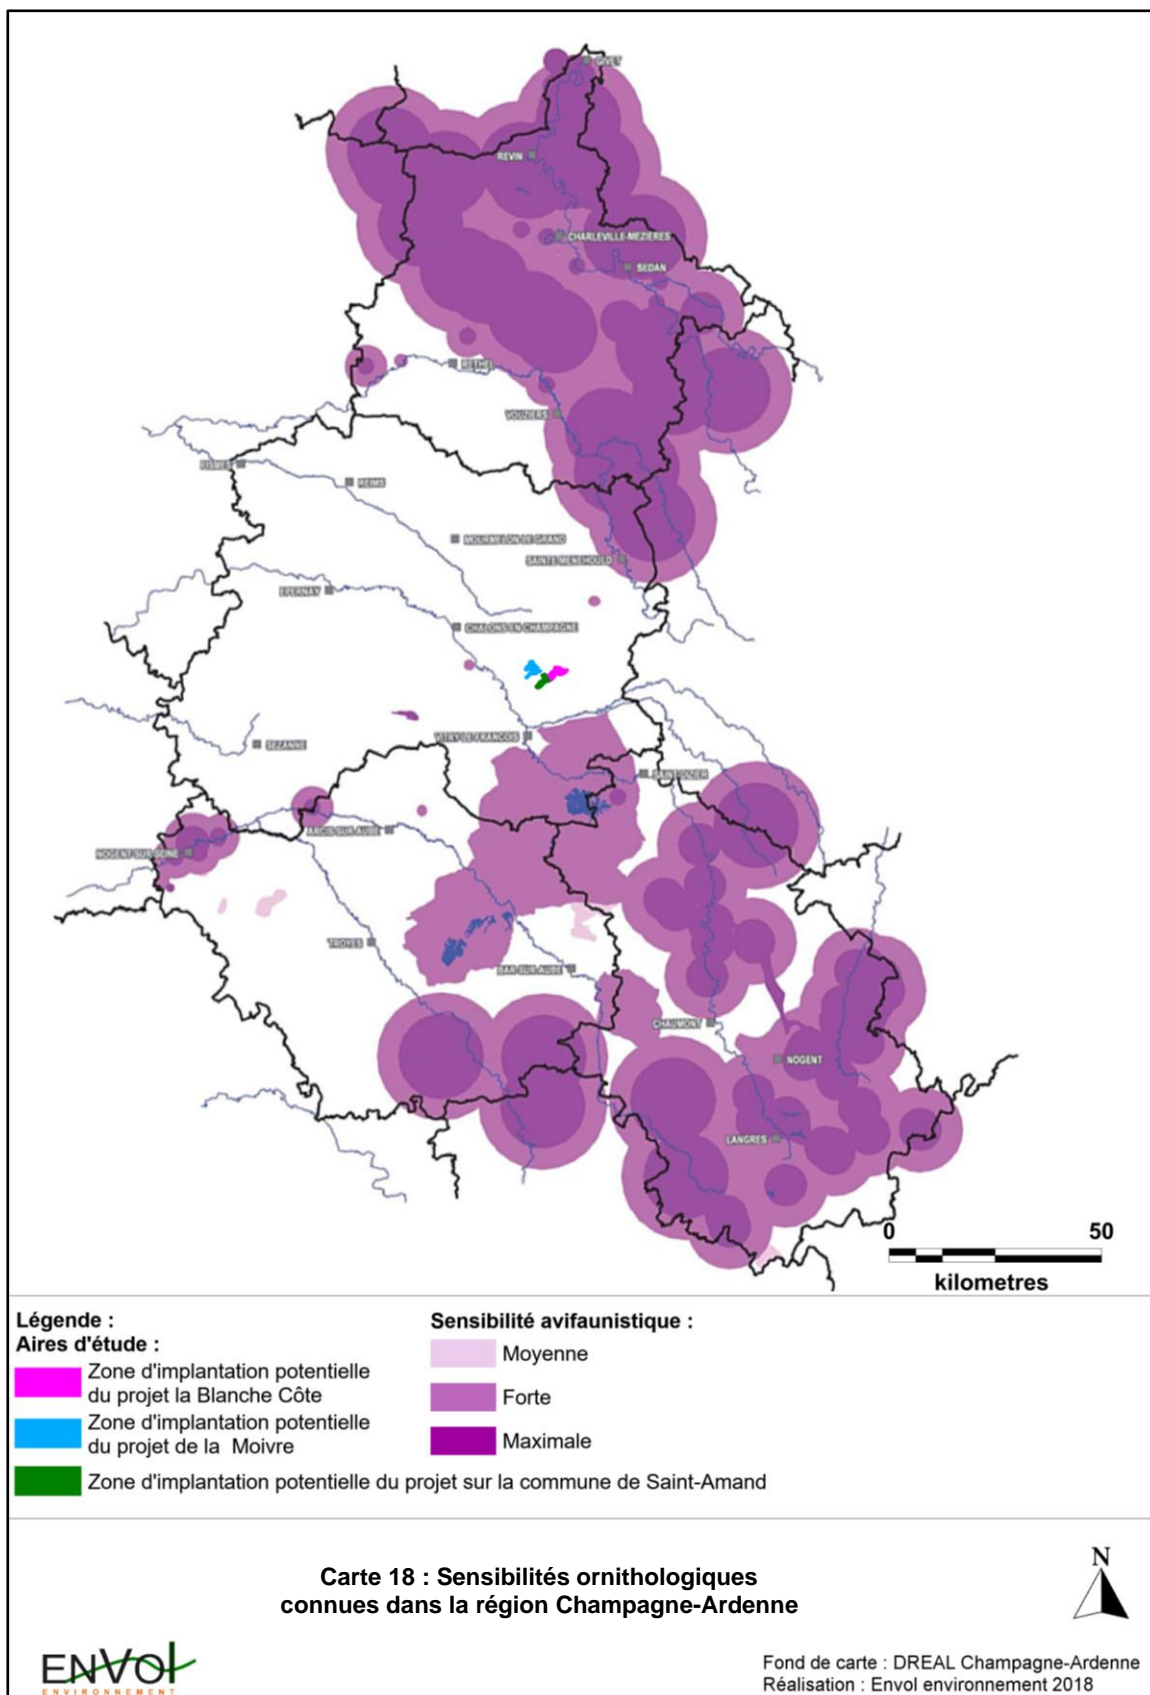 GIVET
REVIN
CHARLEVILLE-MEZIERES
SEDAN
RETHEL
VOUZIERS
FISMES
REIMS
MOURMELON-LE-GRAND
SAINTE-MENEHOULD
EPERNAY
CHALONS-EN-CHAMPAGNE
VITRY-LE-FRANCOIS
SEZANNE
SAINT-DIZIER
ARCIS-SUR-AUBE
NOGENT-SUR-SEINE
TROYES
BAR-SUR-AUBE
CHAUMONT
NOGENT
LANGRES
0 50
kilometres
Légende :
Aires d'étude :
Zone d'implantation potentielle
du projet la Blanche Côte
Zone d'implantation potentielle
du projet de la Moivre
Zone d'implantation potentielle du projet sur la commune de Saint-Amand
Sensibilité avifaunistique :
Moyenne
Forte
Maximale
Carte 18 : Sensibilités ornithologiques
connues dans la région Champagne-Ardenne
N
ENVOl
ENVIRONNEMENT
Fond de carte : DREAL Champagne-Ardenne
Réalisation : Envol environnement 2018